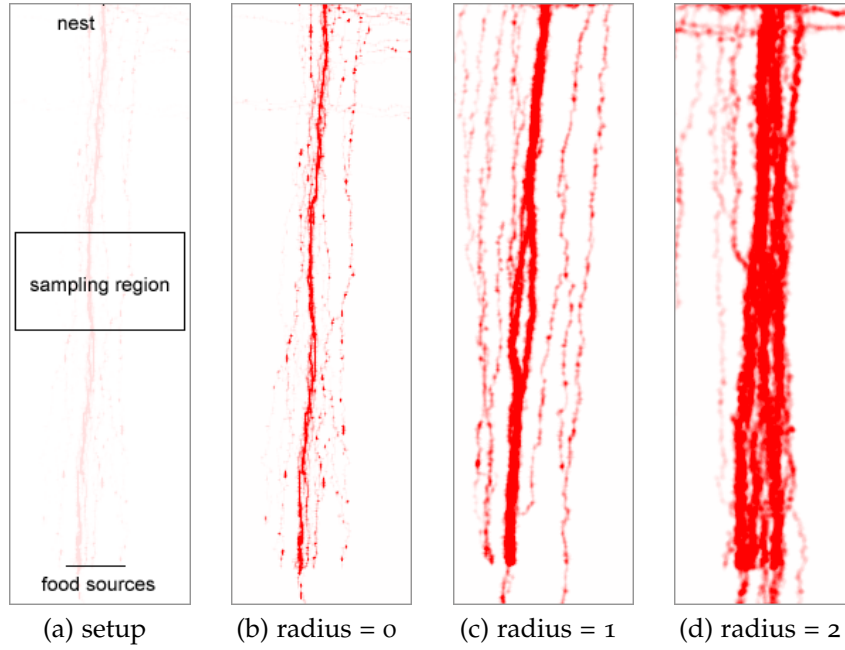 nest
sampling region
food sources
(a) setup
(b) radius = 0
(c) radius = 1
(d) radius = 2